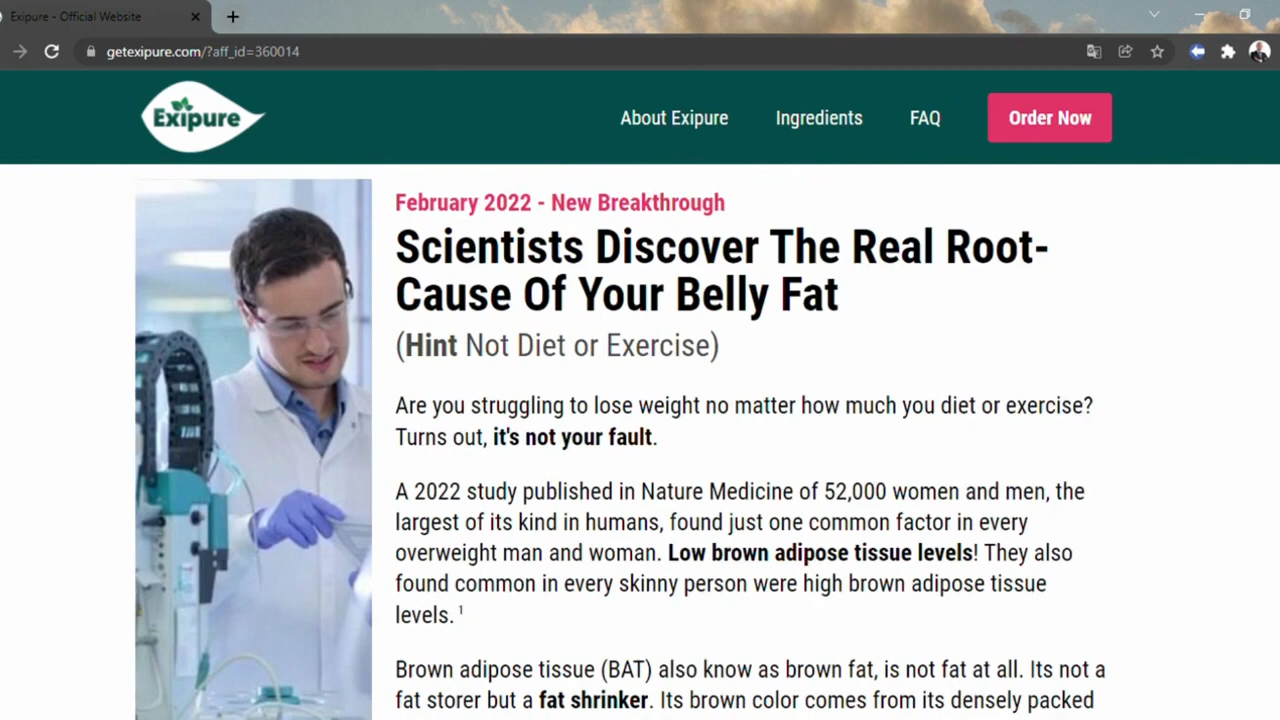 Exipure - Official Website
getexipure.com/?aff_id=360014
Exipure
About Exipure
Ingredients
FAQ
Order Now
February 2022 - New Breakthrough
Scientists Discover The Real Root-
Cause Of Your Belly Fat
(Hint Not Diet or Exercise)
Are you struggling to lose weight no matter how much you diet or exercise?
Turns out, it's not your fault.
A 2022 study published in Nature Medicine of 52,000 women and men, the
largest of its kind in humans, found just one common factor in every
overweight man and woman. Low brown adipose tissue levels! They also
found common in every skinny person were high brown adipose tissue
levels. 1
Brown adipose tissue (BAT) also know as brown fat, is not fat at all. Its not a
fat storer but a fat shrinker. Its brown color comes from its densely packed